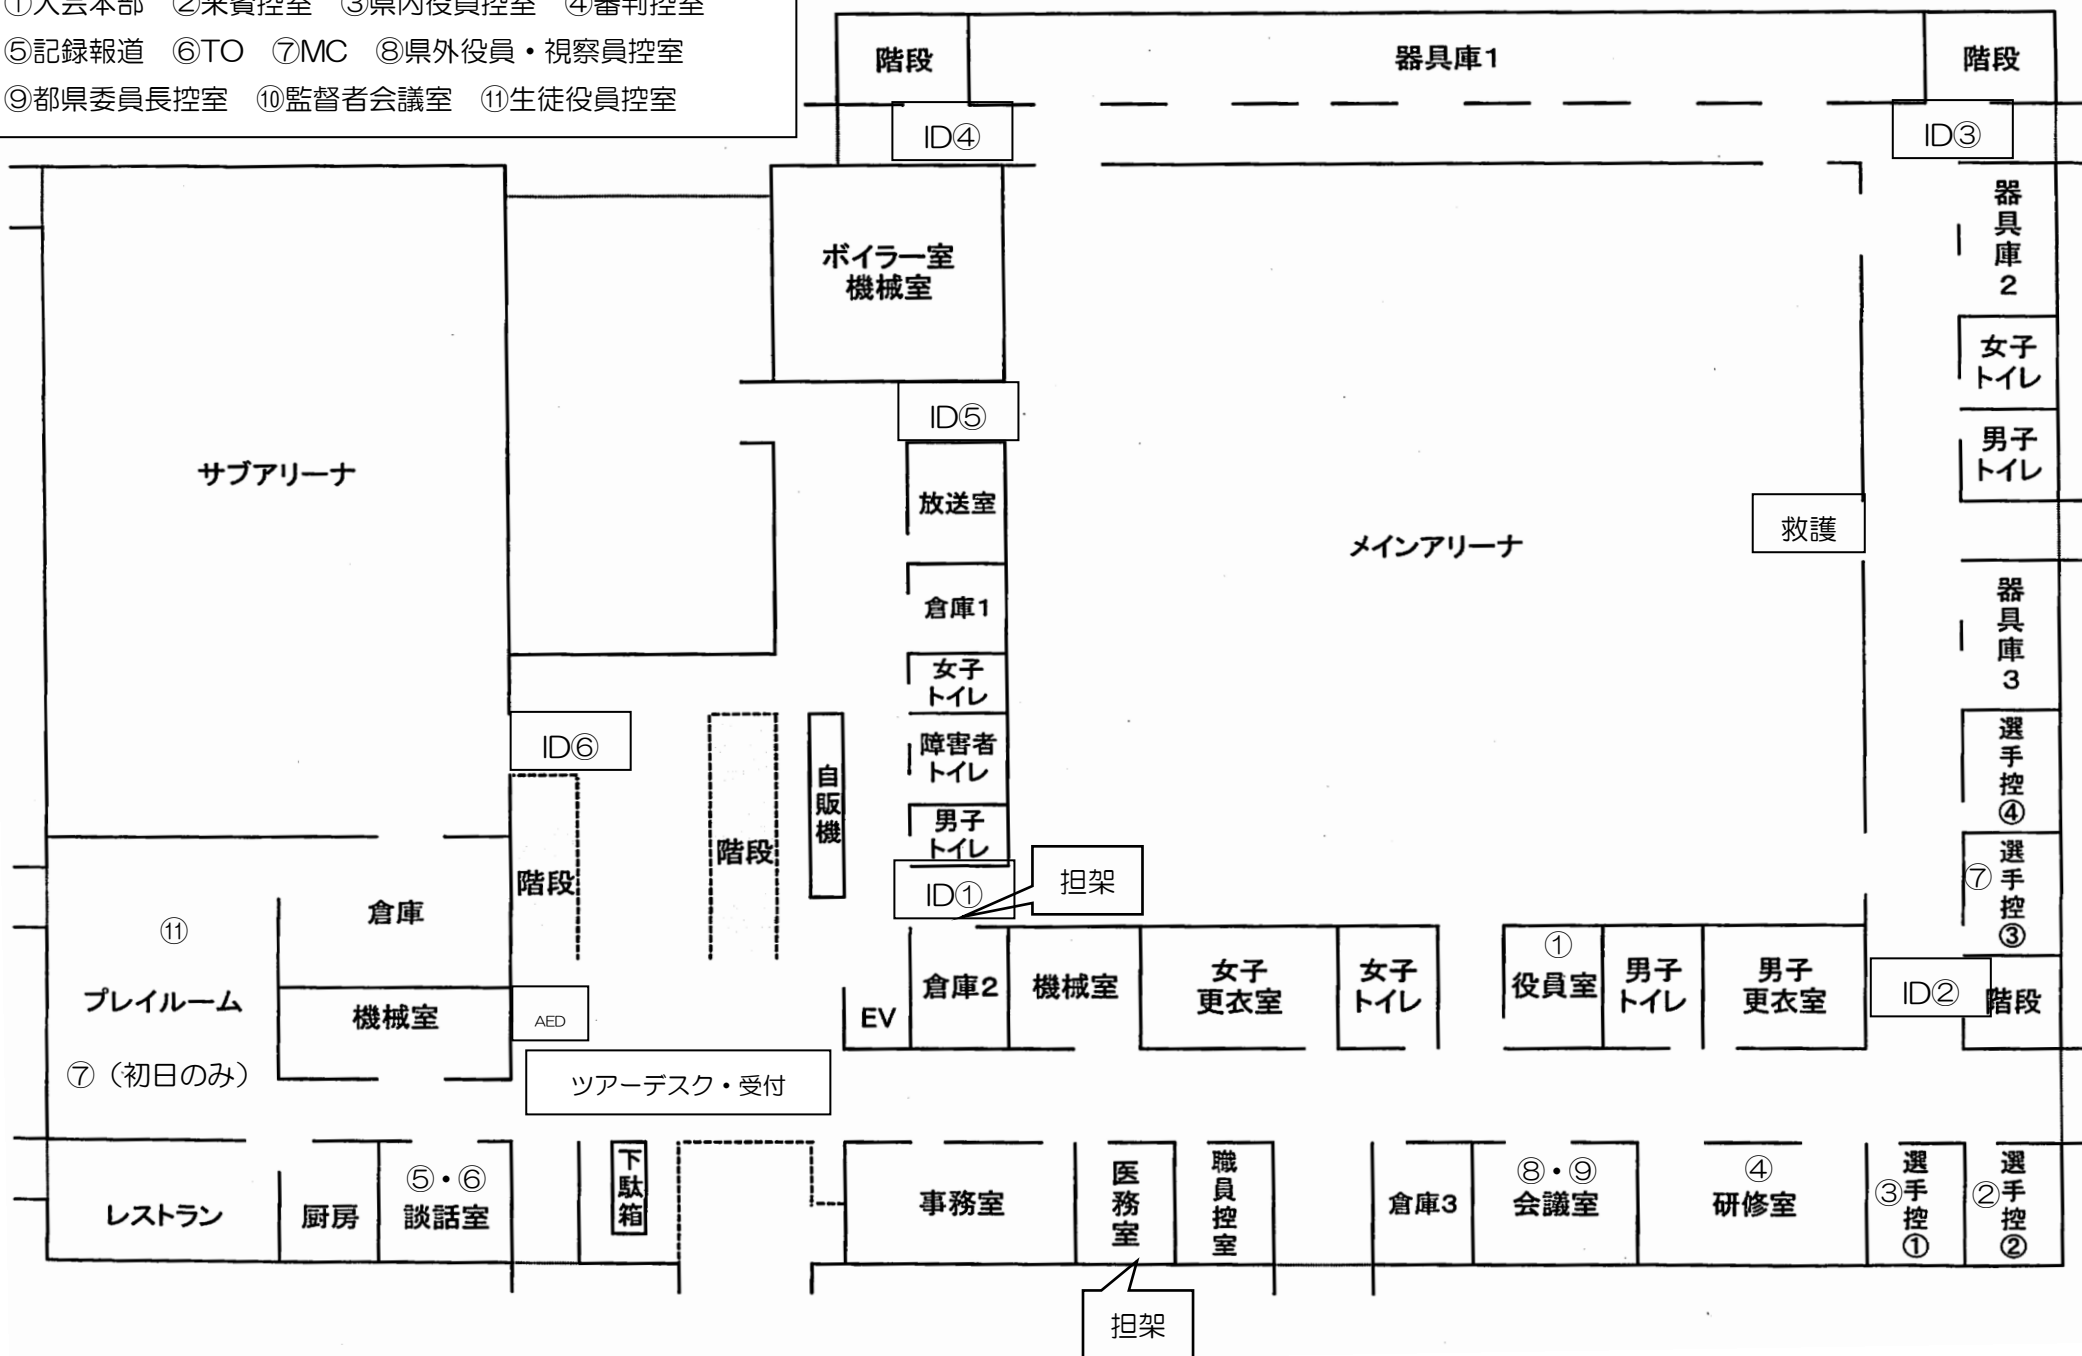 ①大会本部　②来賓控室　③県内役員控室　④審判控室
⑤記録報道　⑥TO　⑦MC　⑧県外役員・視察員控室
⑨都県委員長控室　⑩監督者会議室　⑪生徒役員控室
階段
器具庫1
階段
ID④
ID③
ボイラー室
機械室
器具庫2
女子
トイレ
男子
トイレ
ID⑤
サブアリーナ
放送室
メインアリーナ
救護
倉庫1
器具庫3
女子
トイレ
ID⑥
障害者
トイレ
自販機
選手控④
男子
トイレ
階段
階段
ID①
担架
⑦
選手控③
倉庫
⑪
プレイルーム
機械室
⑦（初日のみ）
AED
EV
倉庫2
機械室
女子
更衣室
女子
トイレ
①
役員室
男子
トイレ
男子
更衣室
ID②
階段
ツアーデスク・受付
レストラン
厨房
⑤・⑥
談話室
下駄箱
事務室
医務室
職員控室
倉庫3
⑧・⑨
会議室
④
研修室
③
選手控①
②
選手控②
担架